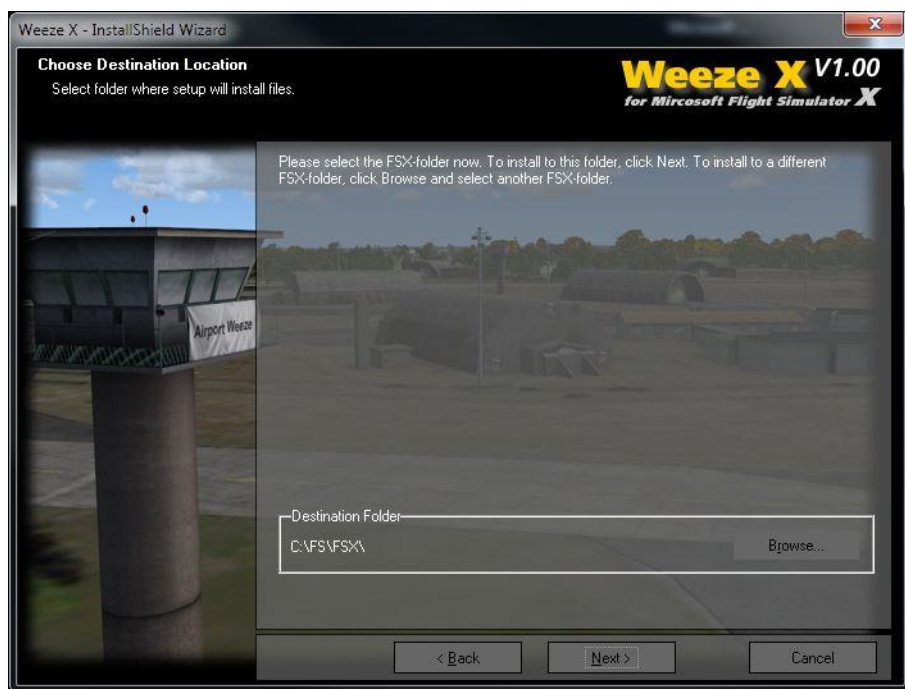 Weeze X - InstallShield Wizard
X
Choose Destination Location
Select folder where setup will install files.
Weeze X V1.00
for Mircosoft Flight Simulator X
Please select the FSX-folder now. To install to this folder, click Next. To install to a different
FSX-folder, click Browse and select another FSX-folder.
Airport Weeze
Destination Folder
C:\FS\FSX\
Browse...
< Back
Next >
Cancel